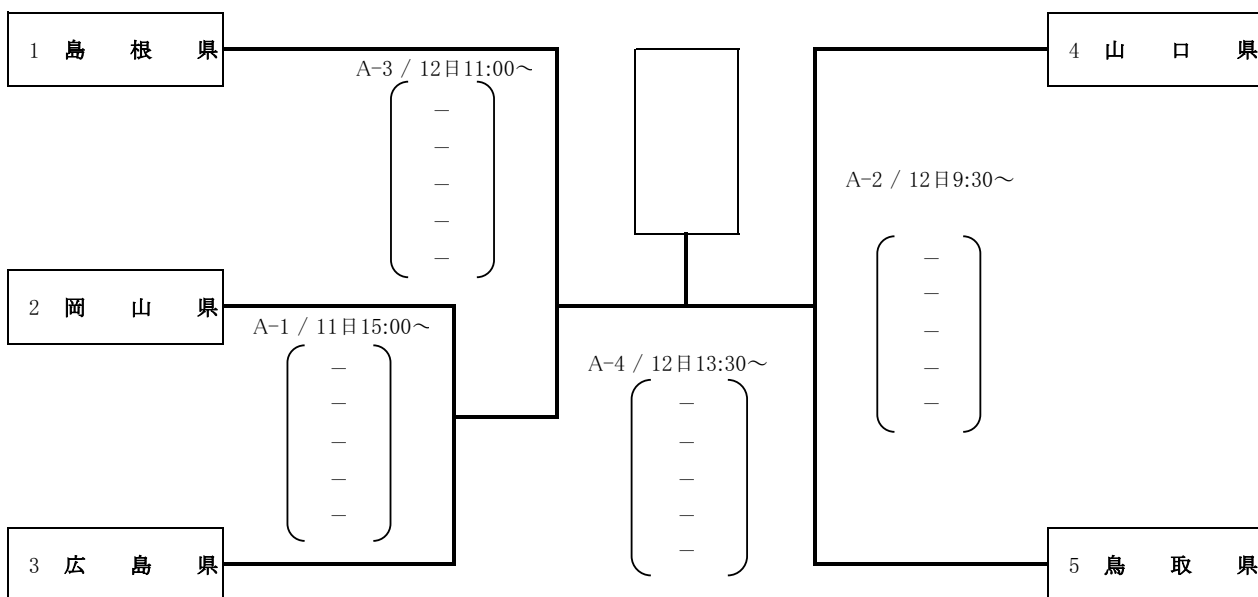 1 島 根 県
A-3 / 12日11:00～
－
－
－
－
－
2 岡 山 県
A-1 / 11日15:00～
－
－
－
－
－
3 広 島 県
A-4 / 12日13:30～
－
－
－
－
－
4 山 口 県
A-2 / 12日9:30～
－
－
－
－
－
5 鳥 取 県